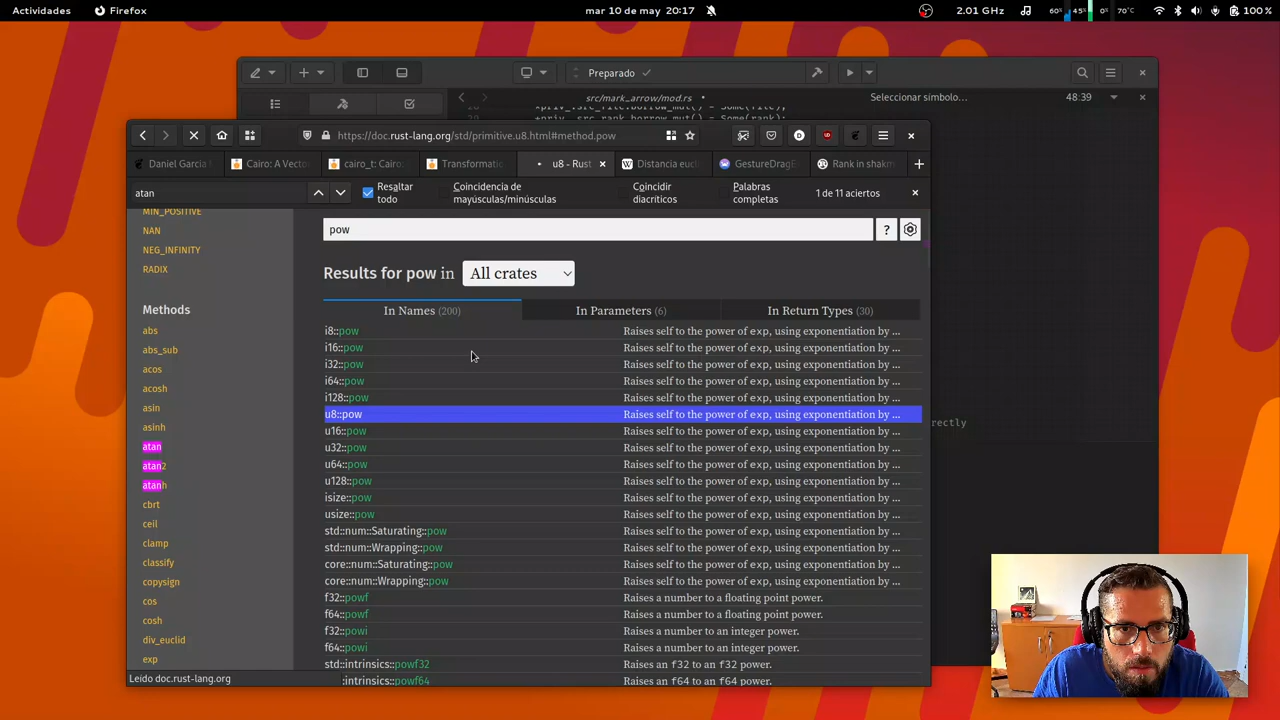 Actividades
Firefox
mar 10 de may 20:17
2.01 GHz
60%
45%
0%
70°C
100 %
Preparado
src/mark_arrow/mod.rs
Seleccionar símbolo…
48:39
https://doc.rust-lang.org/std/primitive.u8.html#method.pow
Daniel Garcia
Cairo: A Vecto
cairo_t: Cairo
Transformatio
u8 - Rust
Distancia eucl
GestureDragE
Rank in shakm
atan
Resaltar todo
Coincidencia de mayúsculas/minúsculas
Coincidir diacríticos
Palabras completas
1 de 11 aciertos
MIN_POSITIVE
NAN
NEG_INFINITY
RADIX
Methods
abs
abs_sub
acos
acosh
asin
asinh
atan
atan2
atanh
cbrt
ceil
clamp
classify
copysign
cos
cosh
div_euclid
exp
pow
?
Results for pow in All crates
In Names (200)
In Parameters (6)
In Return Types (30)
i8::pow Raises self to the power of exp, using exponentiation by ...
i16::pow Raises self to the power of exp, using exponentiation by ...
i32::pow Raises self to the power of exp, using exponentiation by ...
i64::pow Raises self to the power of exp, using exponentiation by ...
i128::pow Raises self to the power of exp, using exponentiation by ...
u8::pow Raises self to the power of exp, using exponentiation by ...
u16::pow Raises self to the power of exp, using exponentiation by ...
u32::pow Raises self to the power of exp, using exponentiation by ...
u64::pow Raises self to the power of exp, using exponentiation by ...
u128::pow Raises self to the power of exp, using exponentiation by ...
isize::pow Raises self to the power of exp, using exponentiation by ...
usize::pow Raises self to the power of exp, using exponentiation by ...
std::num::Saturating::pow Raises self to the power of exp, using exponentiation by ...
std::num::Wrapping::pow Raises self to the power of exp, using exponentiation by ...
core::num::Saturating::pow Raises self to the power of exp, using exponentiation by ...
core::num::Wrapping::pow Raises self to the power of exp, using exponentiation by ...
f32::powf Raises a number to a floating point power.
f64::powf Raises a number to a floating point power.
f32::powi Raises a number to an integer power.
f64::powi Raises a number to an integer power.
std::intrinsics::powf32 Raises an f32 to an f32 power.
:intrinsics::powf64 Raises an f64 to an f64 power.
rectly
Leído doc.rust-lang.org